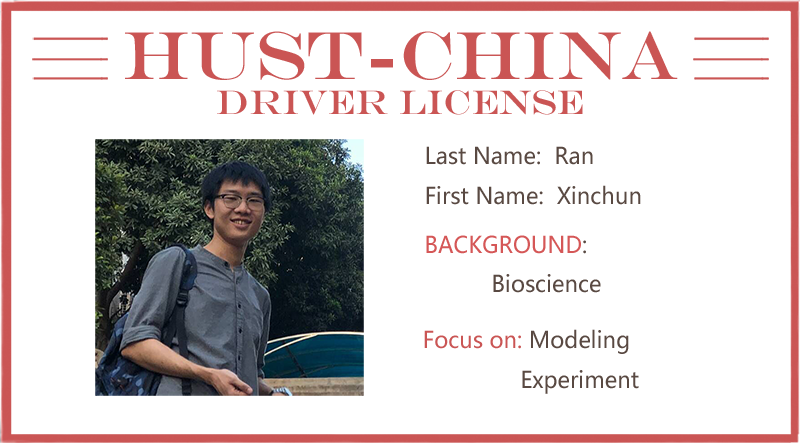 HUST-CHINA
DRIVER LICENSE
Last Name: Ran
First Name: Xinchun
BACKGROUND:
Bioscience
Focus on: Modeling
Experiment